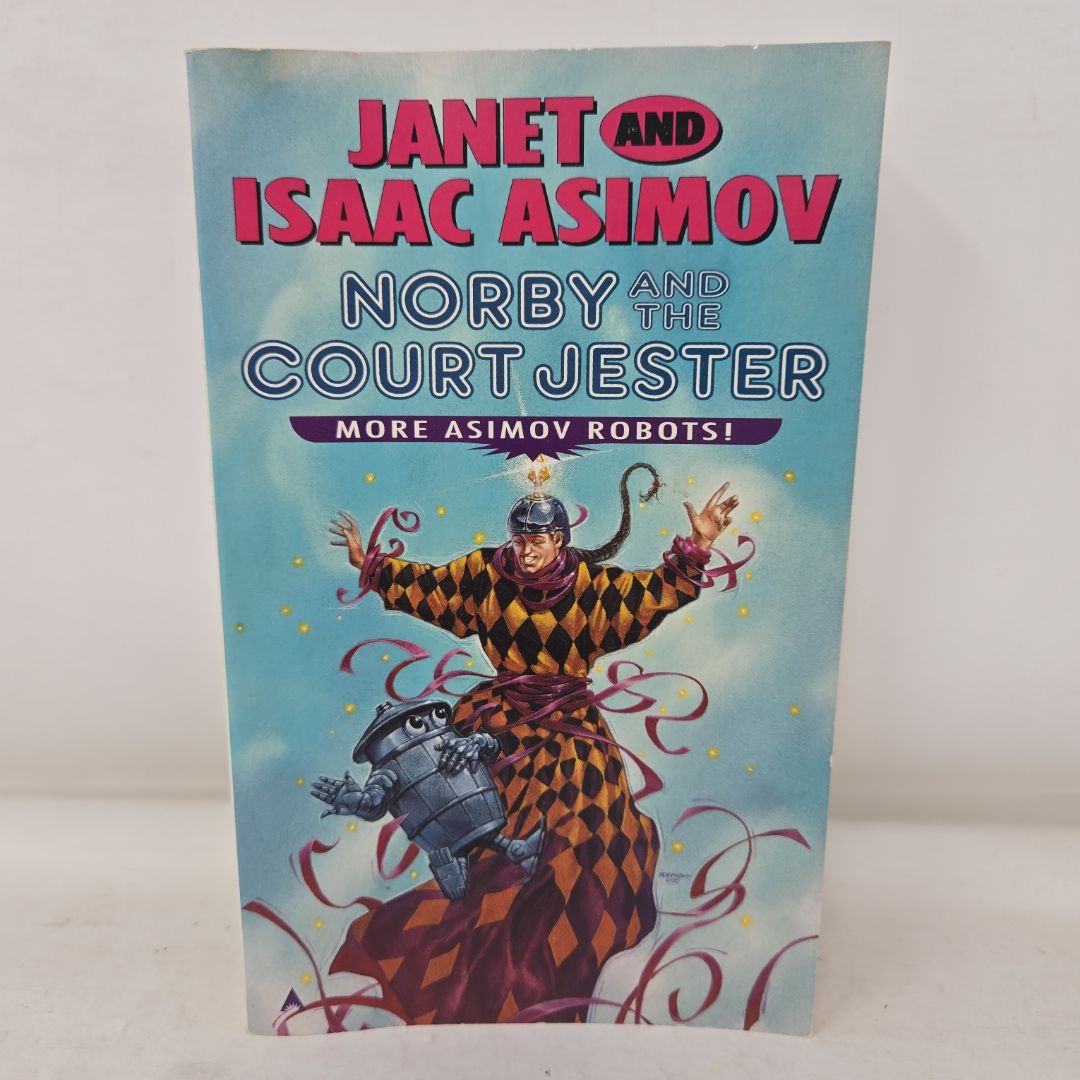 JANET AND
ISAAC ASIMOV
NORBY AND THE
COURT JESTER
MORE ASIMOV ROBOTS!